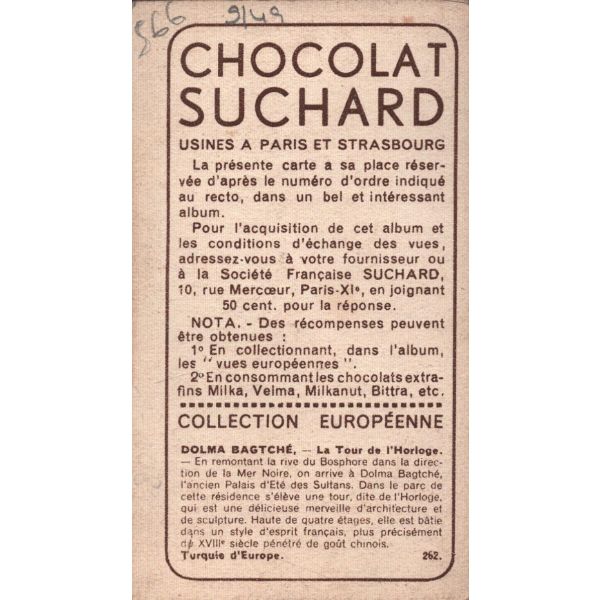 566 9/49
CHOCOLAT
SUCHARD
USINES A PARIS ET STRASBOURG
La présente carte a sa place réser-
vée d'après le numéro d'ordre indiqué
au recto, dans un bel et intéressant
album.
Pour l'acquisition de cet album et
les conditions d'échange des vues,
adressez-vous à votre fournisseur ou
à la Société Française SUCHARD,
10, rue Mercœur, Paris-XIe, en joignant
50 cent. pour la réponse.
NOTA. - Des récompenses peuvent
être obtenues :
1o En collectionnant, dans l'album,
les "vues européennes".
2o En consommant les chocolats extra-
fins Milka, Velma, Milkanut, Bittra, etc.
COLLECTION EUROPÉENNE
DOLMA BAGTCHÉ, — La Tour de l'Horloge.
— En remontant la rive du Bosphore dans la direc-
tion de la Mer Noire, on arrive à Dolma Bagtché,
l'ancien Palais d'Eté des Sultans. Dans le parc de
cette résidence s'élève une tour, dite de l'Horloge,
qui est une délicieuse merveille d'architecture et
de sculpture. Haute de quatre étages, elle est bâtie
dans un style d'esprit français, plus précisément
du XVIIIe siècle pénétré de goût chinois.
Turquie d'Europe. 262.